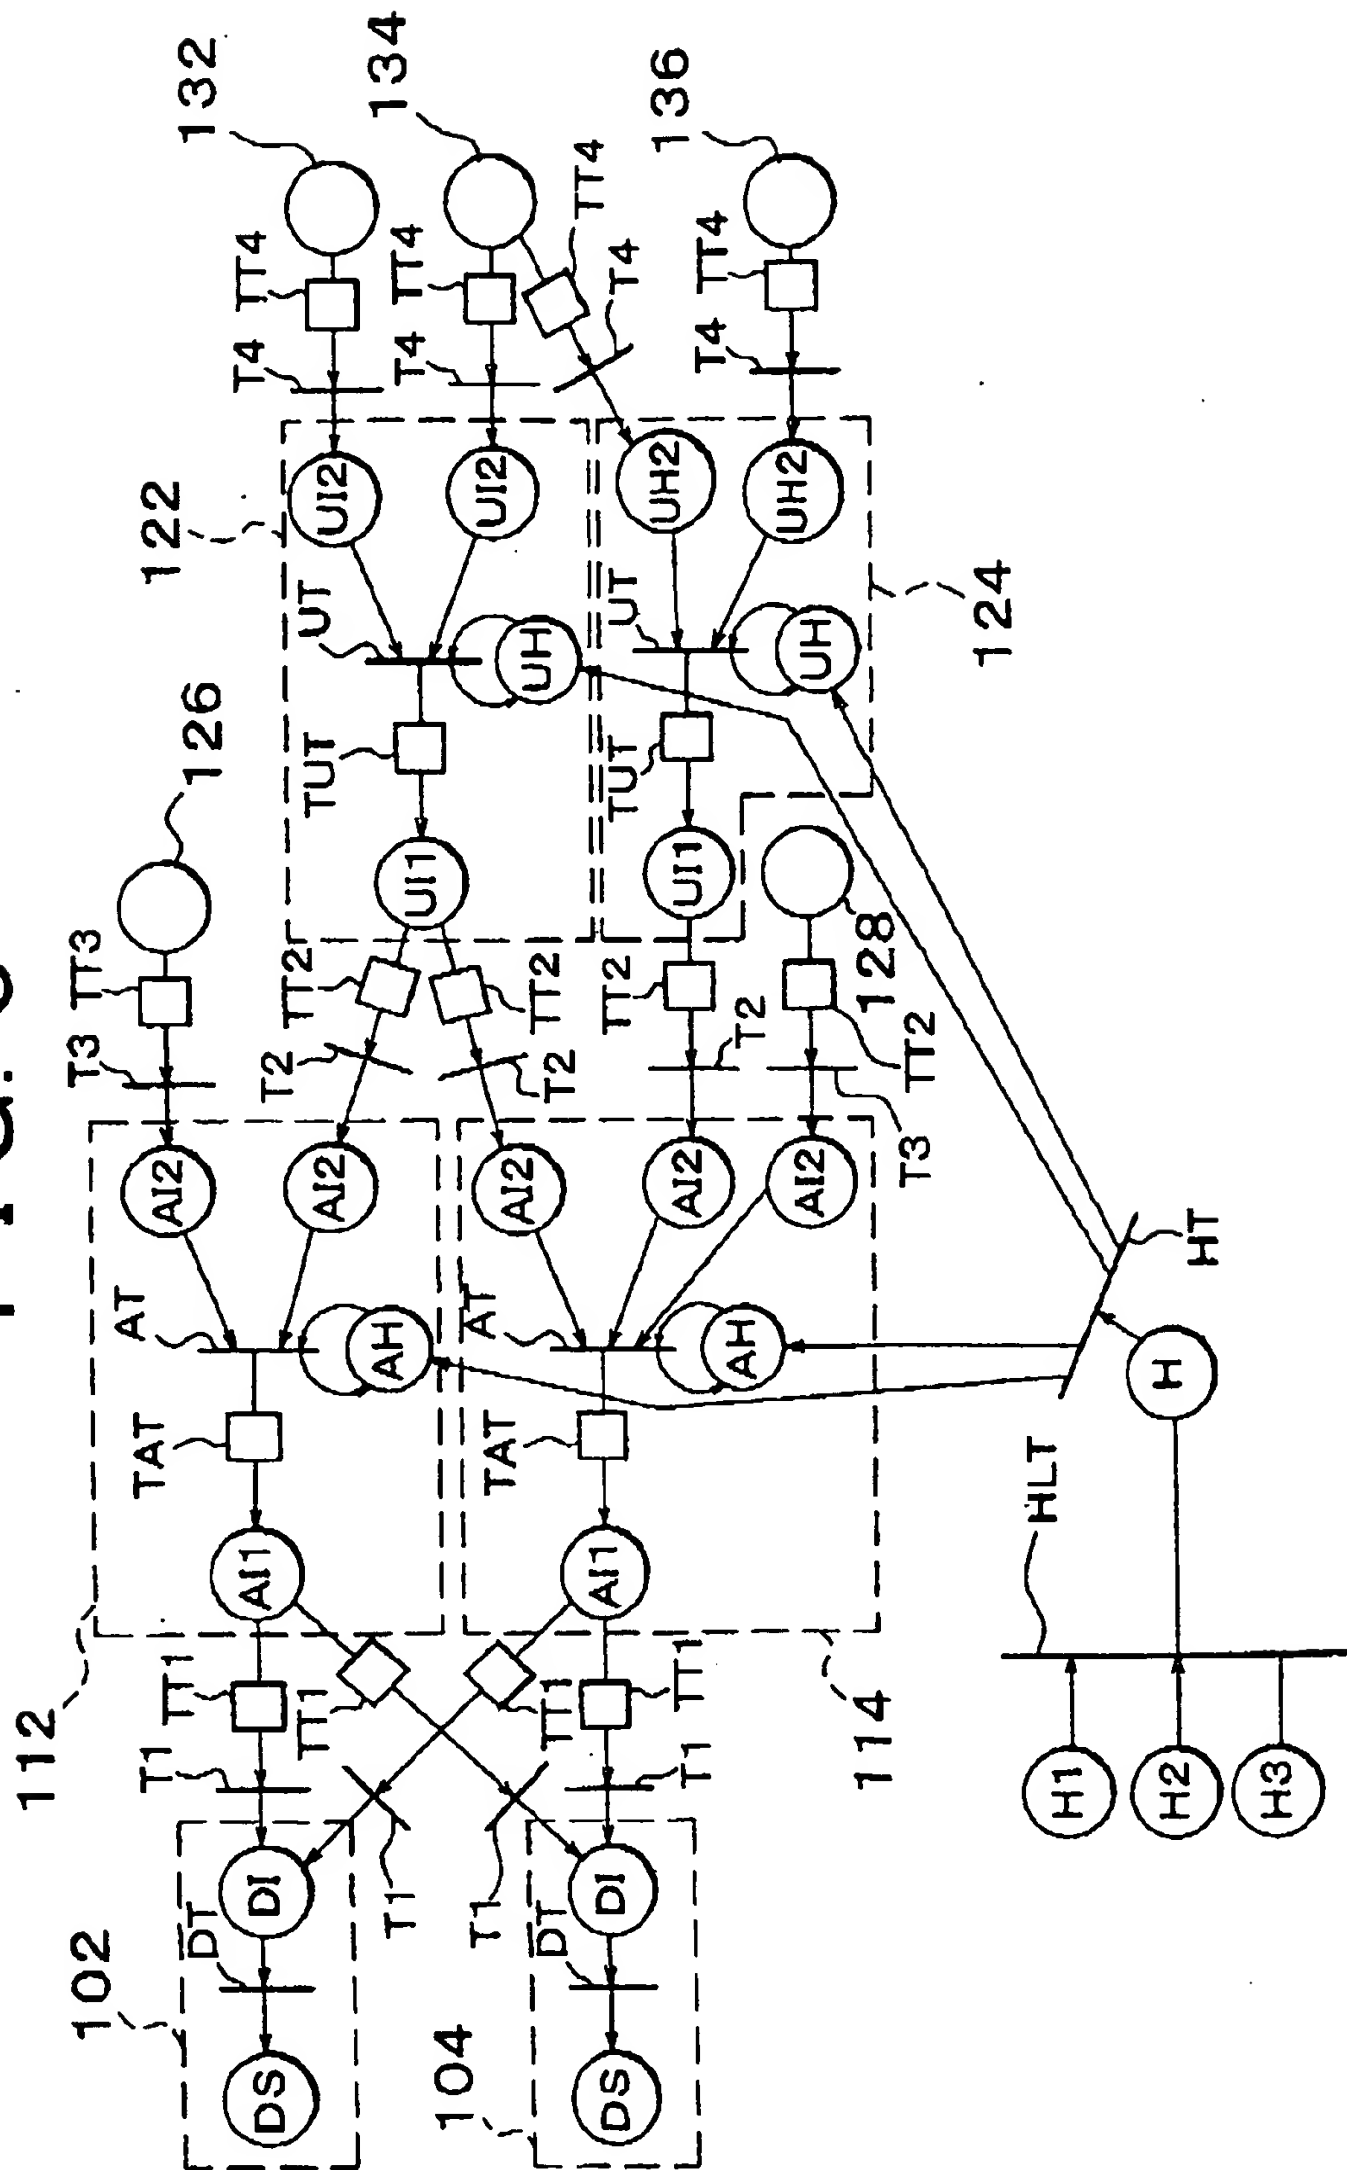 112
102
T3
TT3
AT
T1
TAT
AI2
122
TT1
DT
126
132
DS
DI
AI1
T4
TT4
T2
TT2
TT1
TUT
UT
AI2
UI2
AH
134
T1
T4
TT4
UI1
104
T1
AT
UI2
TAT
AI2
UH
DT
TT1
TT2
T2
TT4
DS
DI
AI1
TT2
TUT
UT
T4
UH2
136
T1
TT1
AI2
UI1
T4
TT4
AH
T2
AI2
UH2
UH
114
128
T3
TT2
124
HLT
H1
H2
H
HT
H3